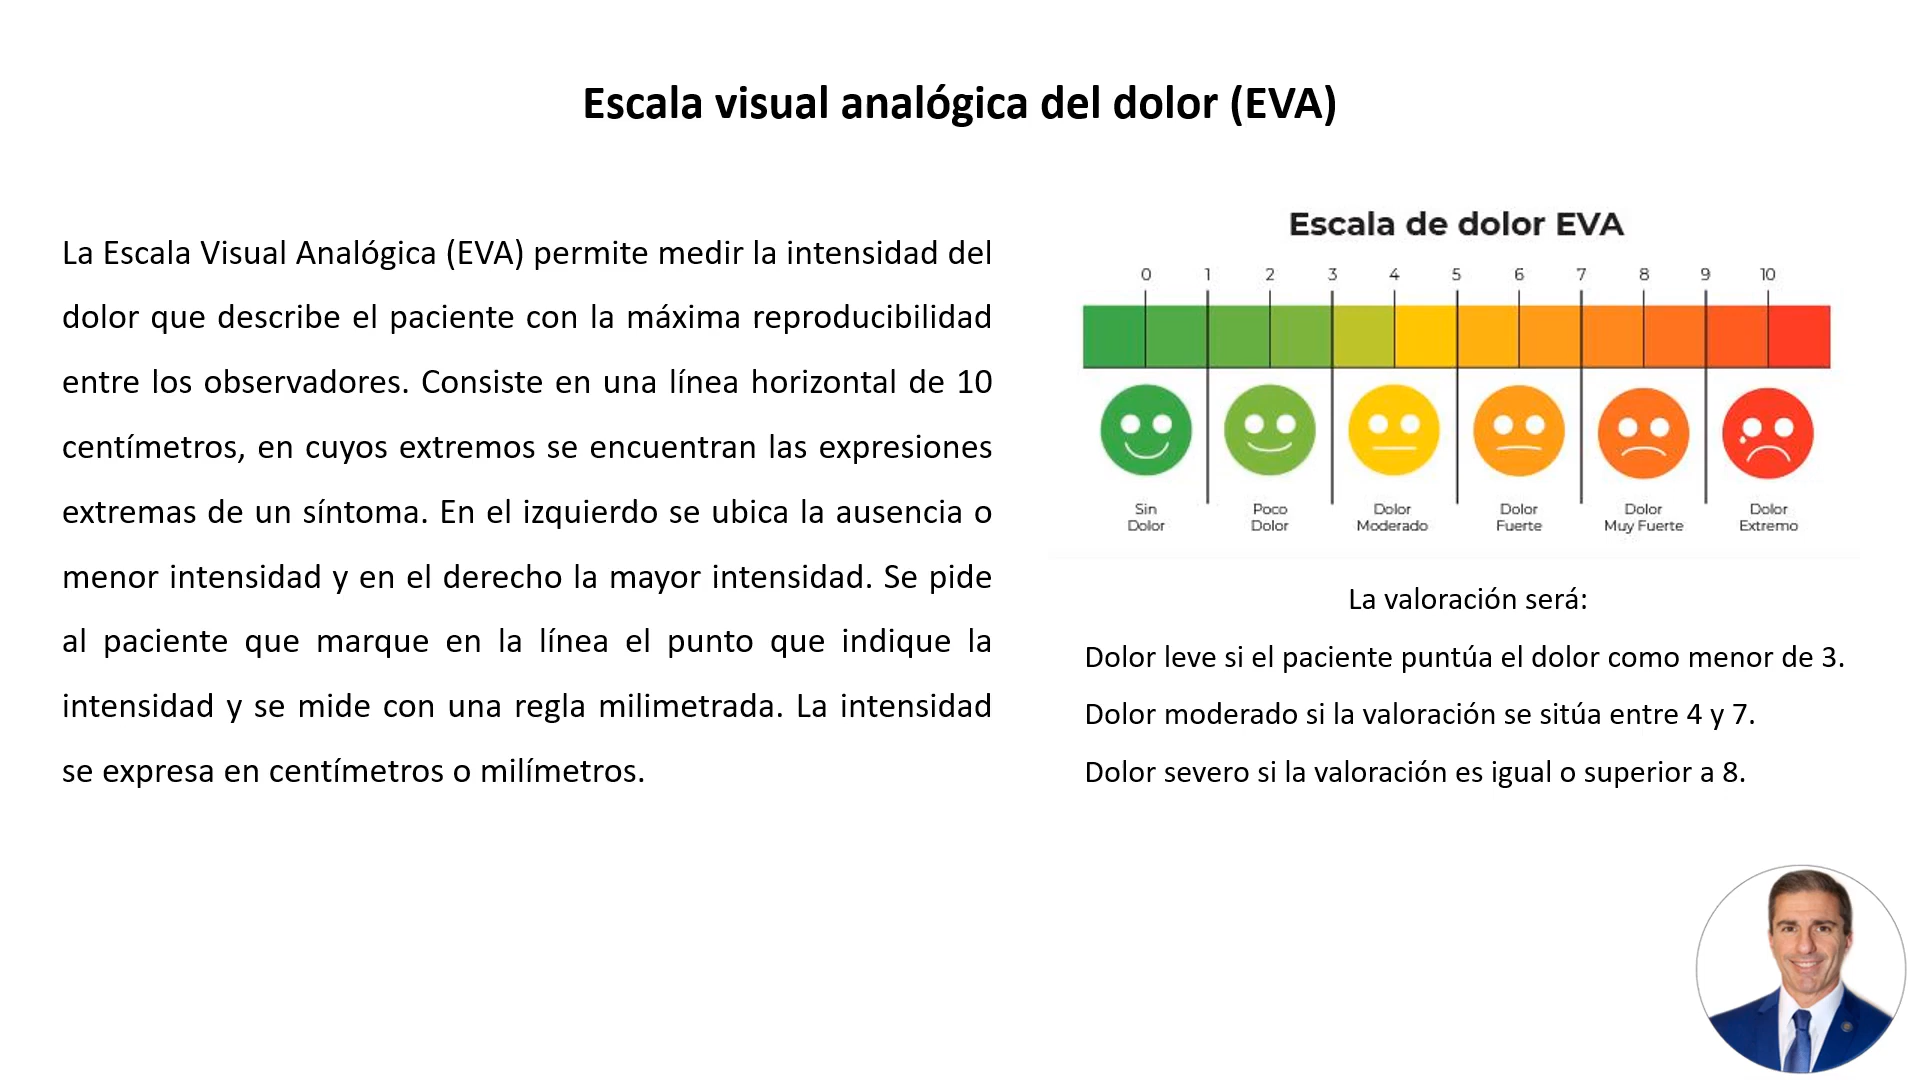 Escala visual analógica del dolor (EVA)
La Escala Visual Analógica (EVA) permite medir la intensidad del
dolor que describe el paciente con la máxima reproducibilidad
entre los observadores. Consiste en una línea horizontal de 10
centímetros, en cuyos extremos se encuentran las expresiones
extremas de un síntoma. En el izquierdo se ubica la ausencia o
menor intensidad y en el derecho la mayor intensidad. Se pide
al paciente que marque en la línea el punto que indique la
intensidad y se mide con una regla milimetrada. La intensidad
se expresa en centímetros o milímetros.
Escala de dolor EVA
0 1 2 3 4 5 6 7 8 9 10
Sin Poco Dolor Dolor Dolor Dolor
Dolor Dolor Moderado Fuerte Muy Fuerte Extremo
La valoración será:
Dolor leve si el paciente puntúa el dolor como menor de 3.
Dolor moderado si la valoración se sitúa entre 4 y 7.
Dolor severo si la valoración es igual o superior a 8.